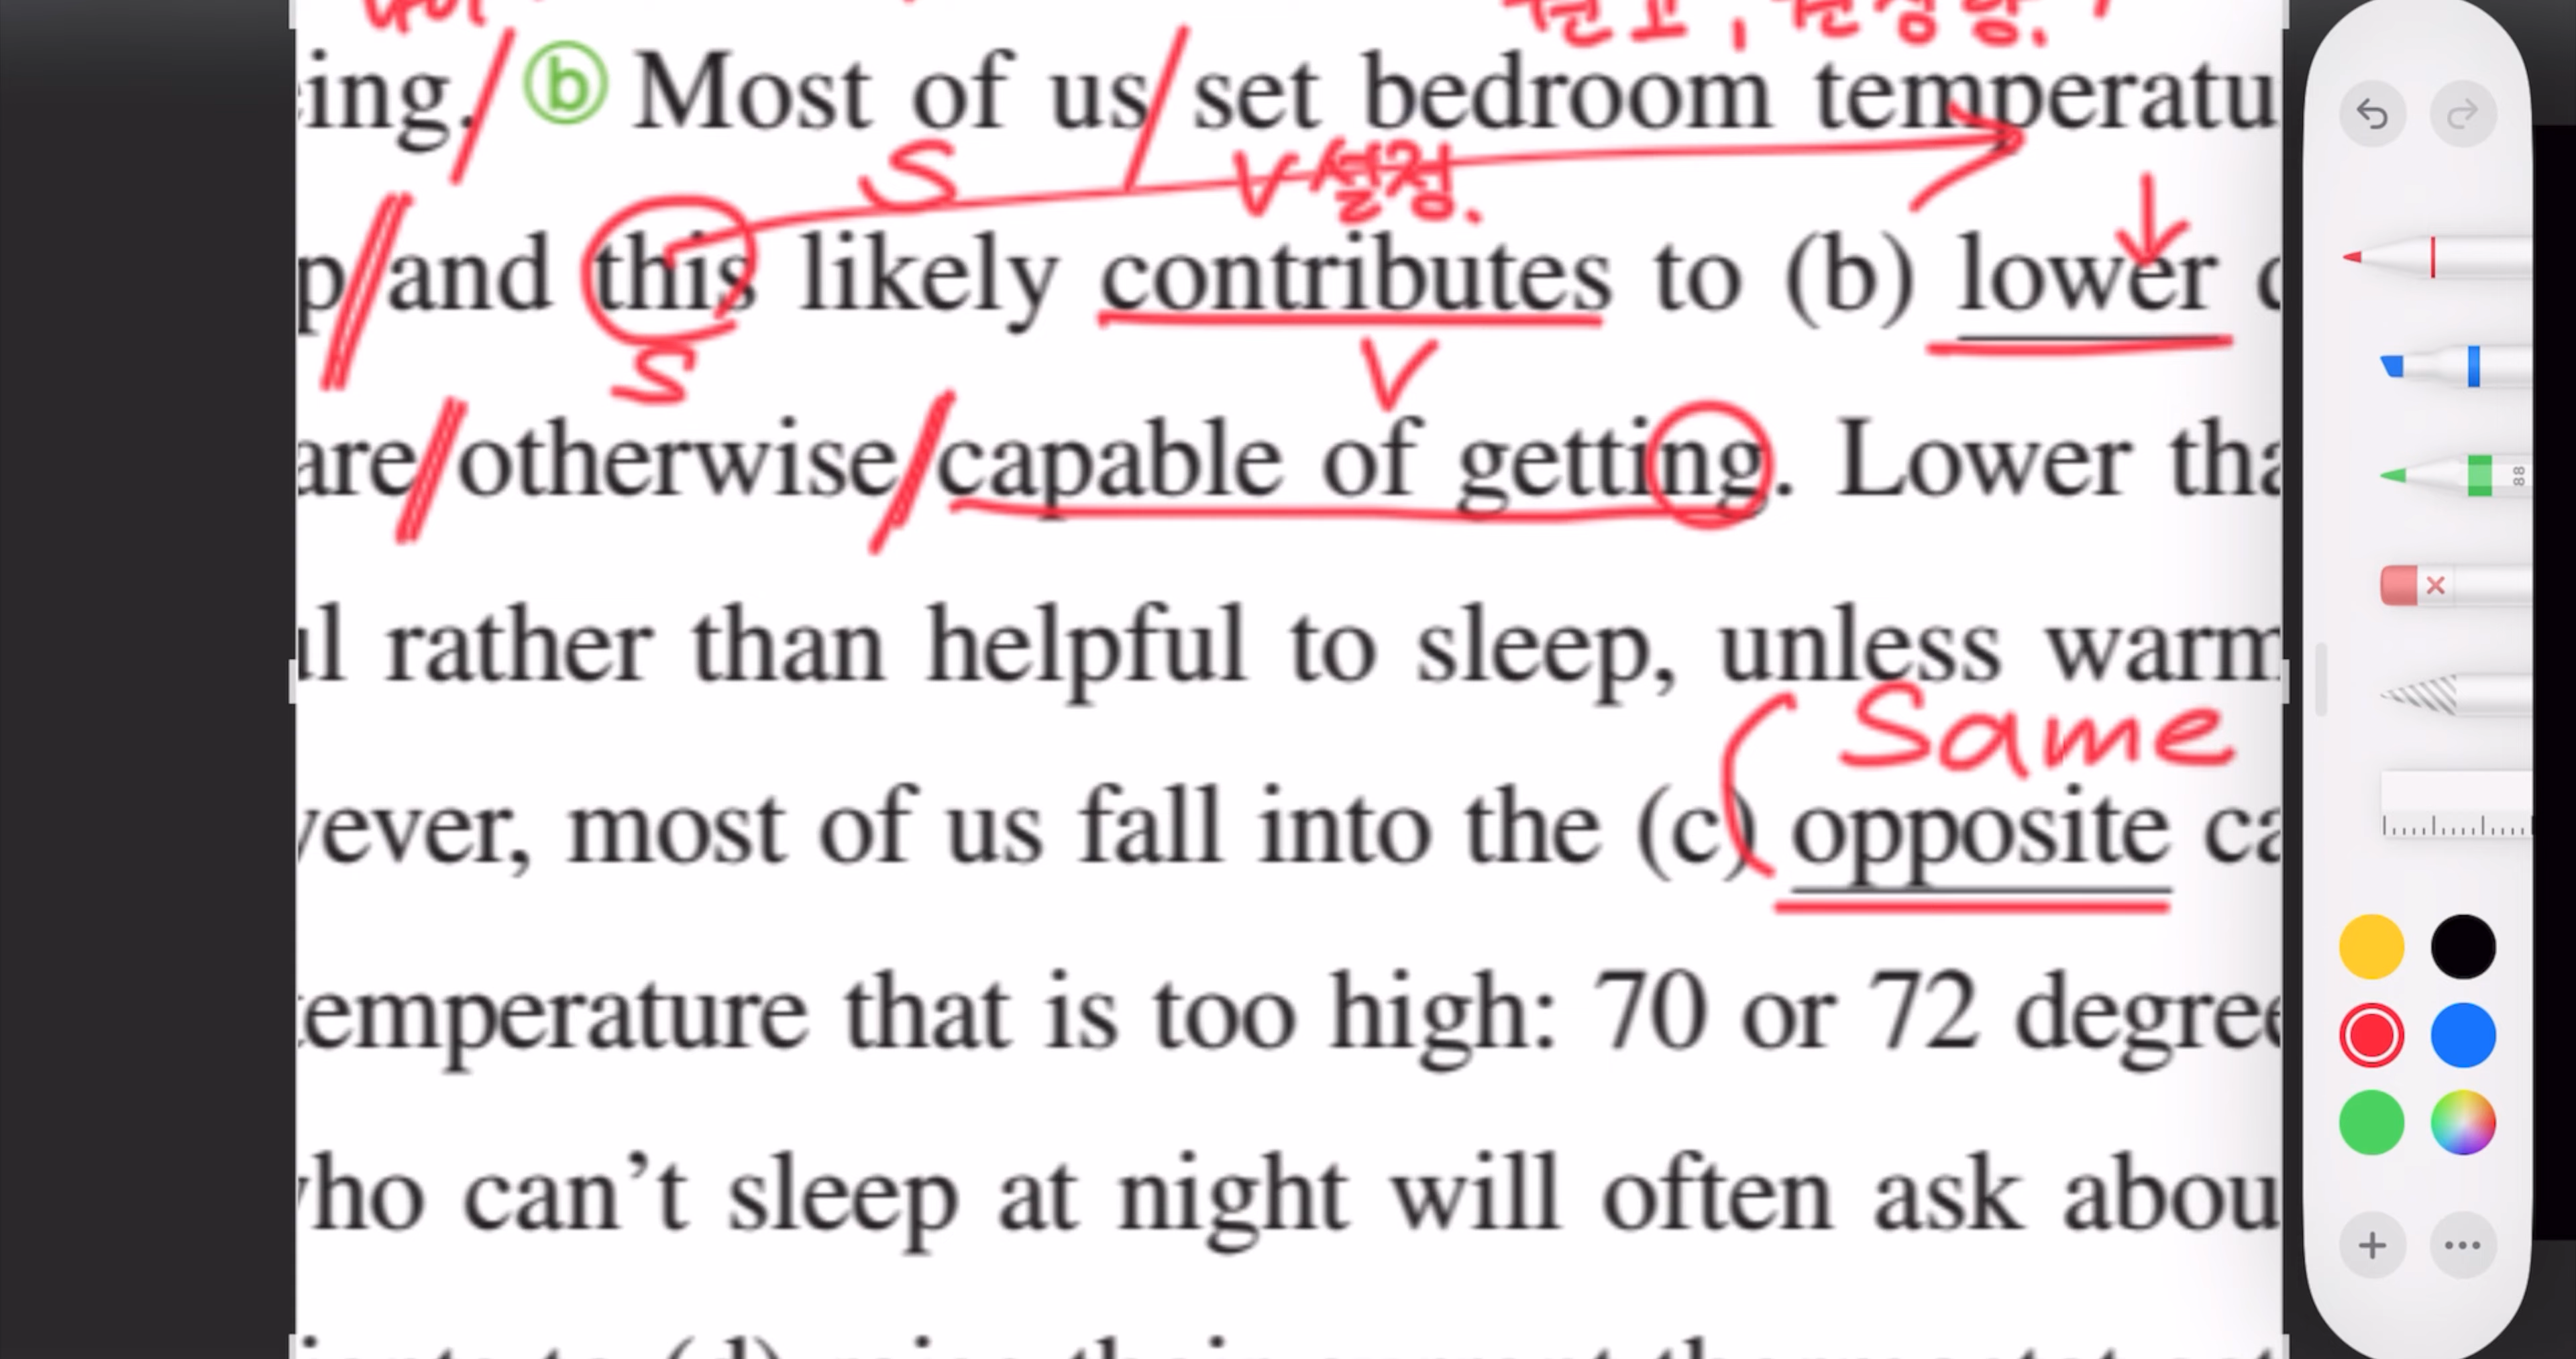 ing. ⓑ Most of us set bedroom temperatu
S
V 설정.
p and this likely contributes to (b) lower
S
V
are otherwise capable of getting. Lower tha
rather than helpful to sleep, unless warm
Same
ever, most of us fall into the (c) opposite ca
temperature that is too high: 70 or 72 degree
who can't sleep at night will often ask abou